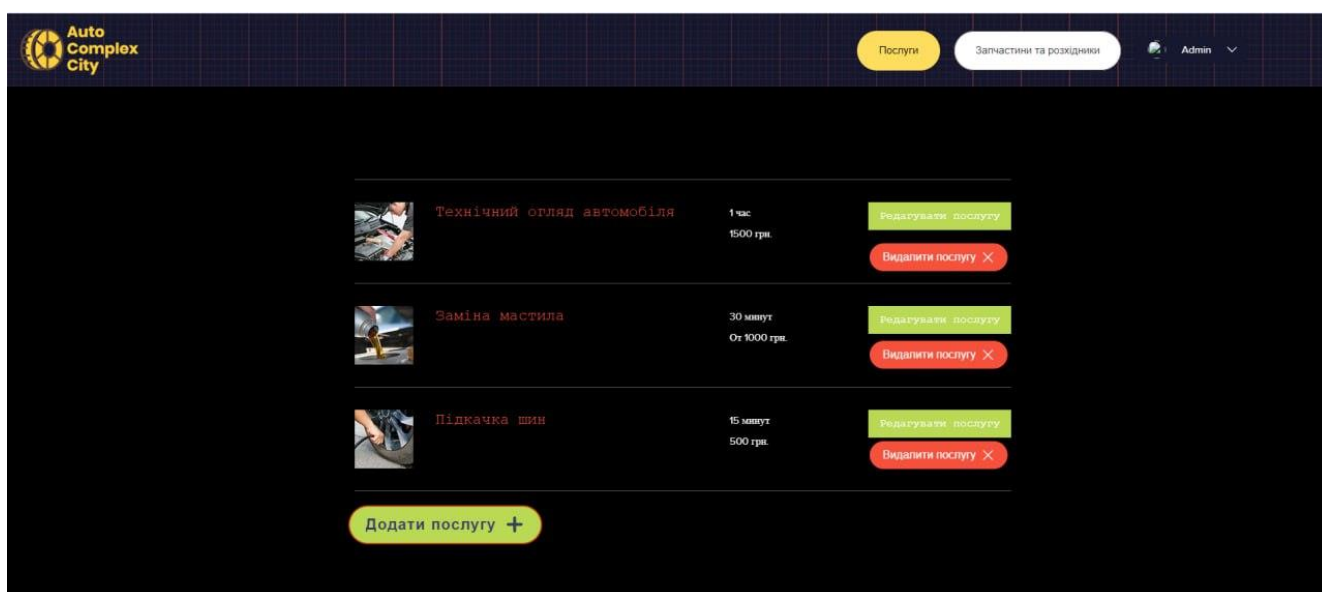 Auto
Complex
City
Послуги
Запчастини та розхідники
Admin
Технічний огляд автомобіля
1 час
1500 грн.
Редагувати послугу
Видалити послугу
Заміна мастила
30 минут
От 1000 грн.
Редагувати послугу
Видалити послугу
Підкачка шин
15 минут
500 грн.
Редагувати послугу
Видалити послугу
Додати послугу